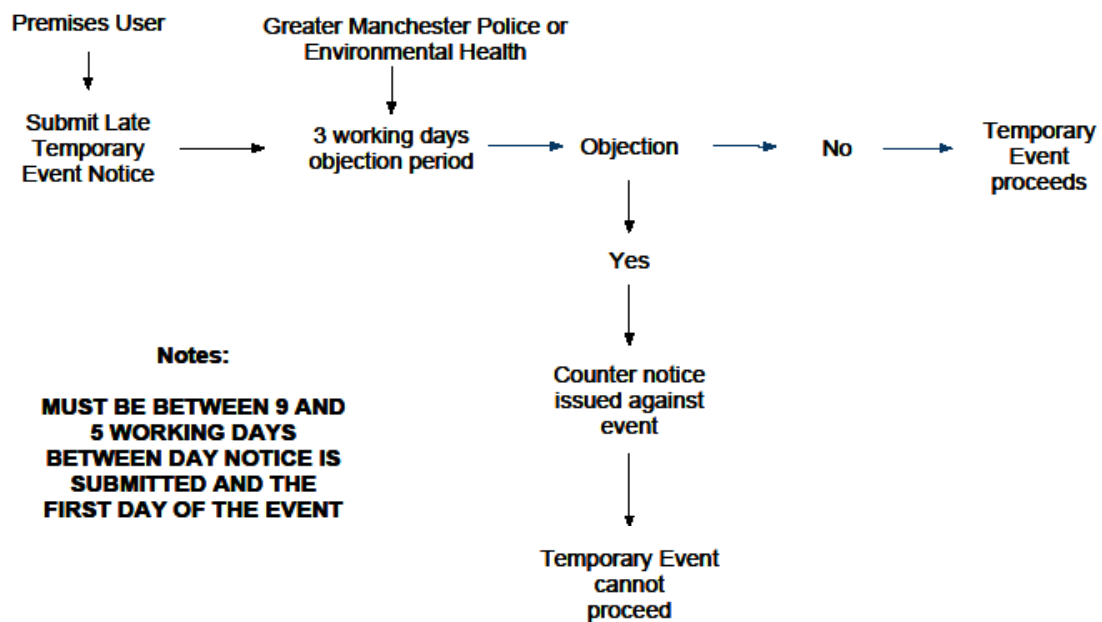 Premises User
Greater Manchester Police or
Environmental Health
Submit Late
Temporary
Event Notice
3 working days
objection period
Objection
No
Temporary
Event
proceeds
Yes
Counter notice
issued against
event
Temporary Event
cannot
proceed
Notes:
MUST BE BETWEEN 9 AND
5 WORKING DAYS
BETWEEN DAY NOTICE IS
SUBMITTED AND THE
FIRST DAY OF THE EVENT